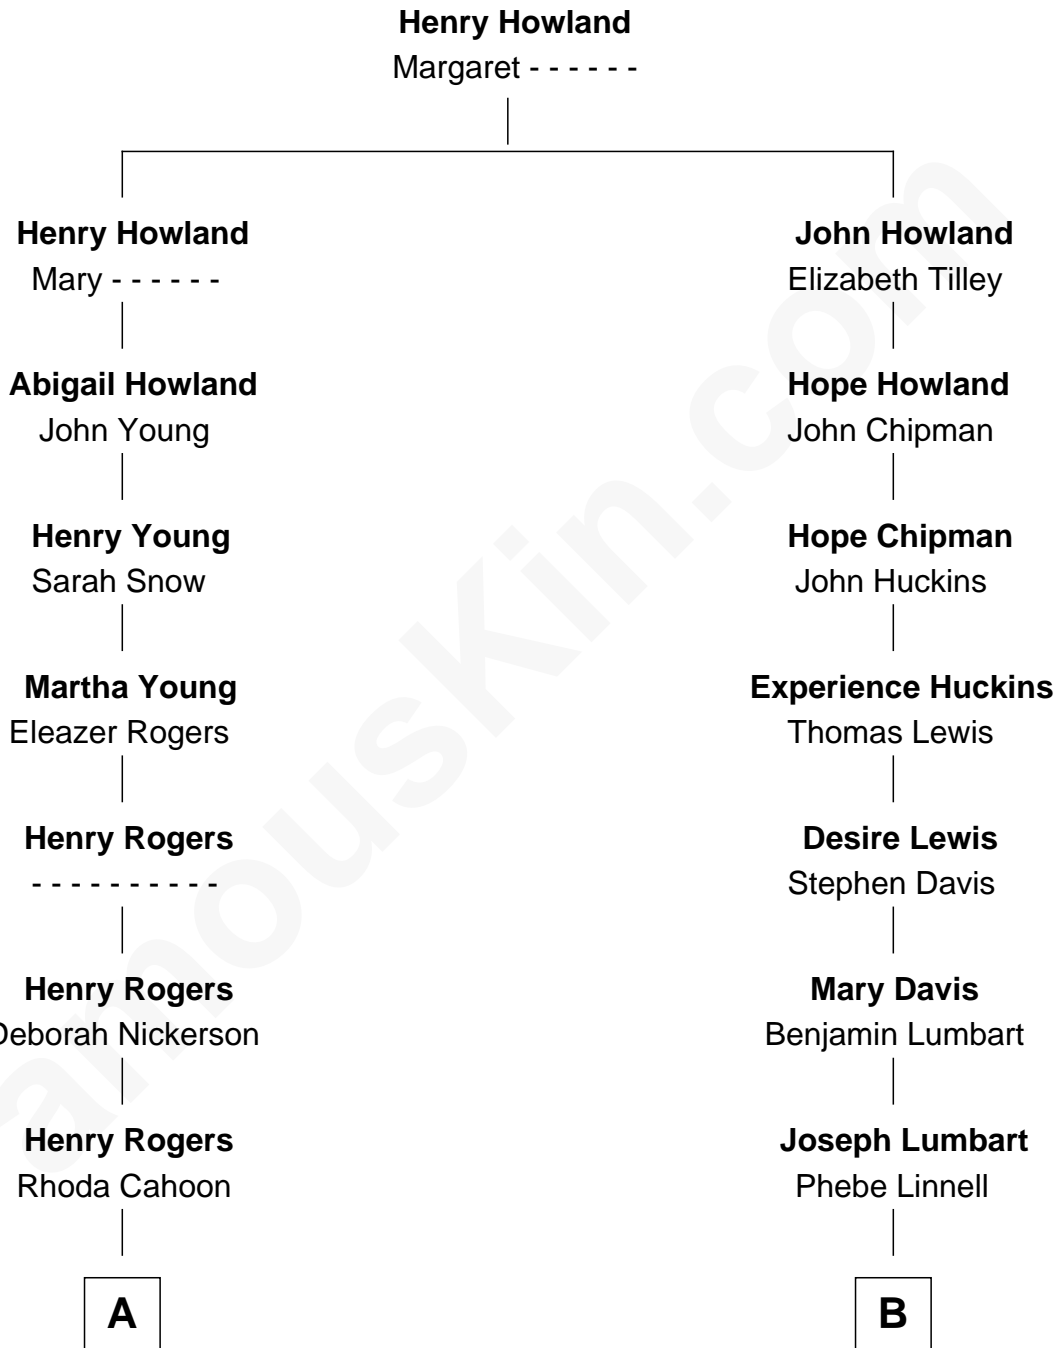 Henry Howland
Margaret - - - - - -
Henry Howland
Mary - - - - - -
John Howland
Elizabeth Tilley
Abigail Howland
John Young
Hope Howland
John Chipman
Henry Young
Sarah Snow
Hope Chipman
John Huckins
Martha Young
Eleazer Rogers
Experience Huckins
Thomas Lewis
Henry Rogers
- - - - - - - - - -
Desire Lewis
Stephen Davis
Henry Rogers
Deborah Nickerson
Mary Davis
Benjamin Lumbart
Henry Rogers
Rhoda Cahoon
Joseph Lumbart
Phebe Linnell
A
B
amouskin.com